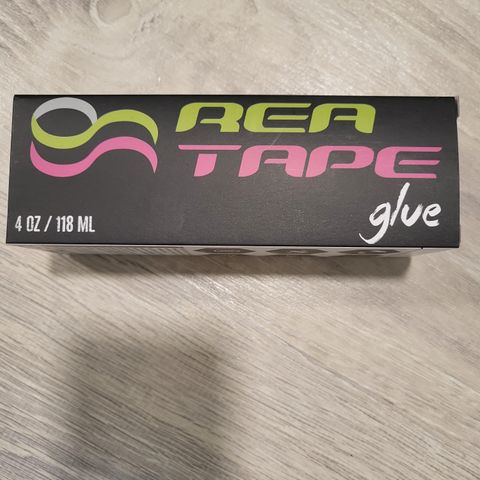 REA
TAPE
glue
4 OZ / 118 ML